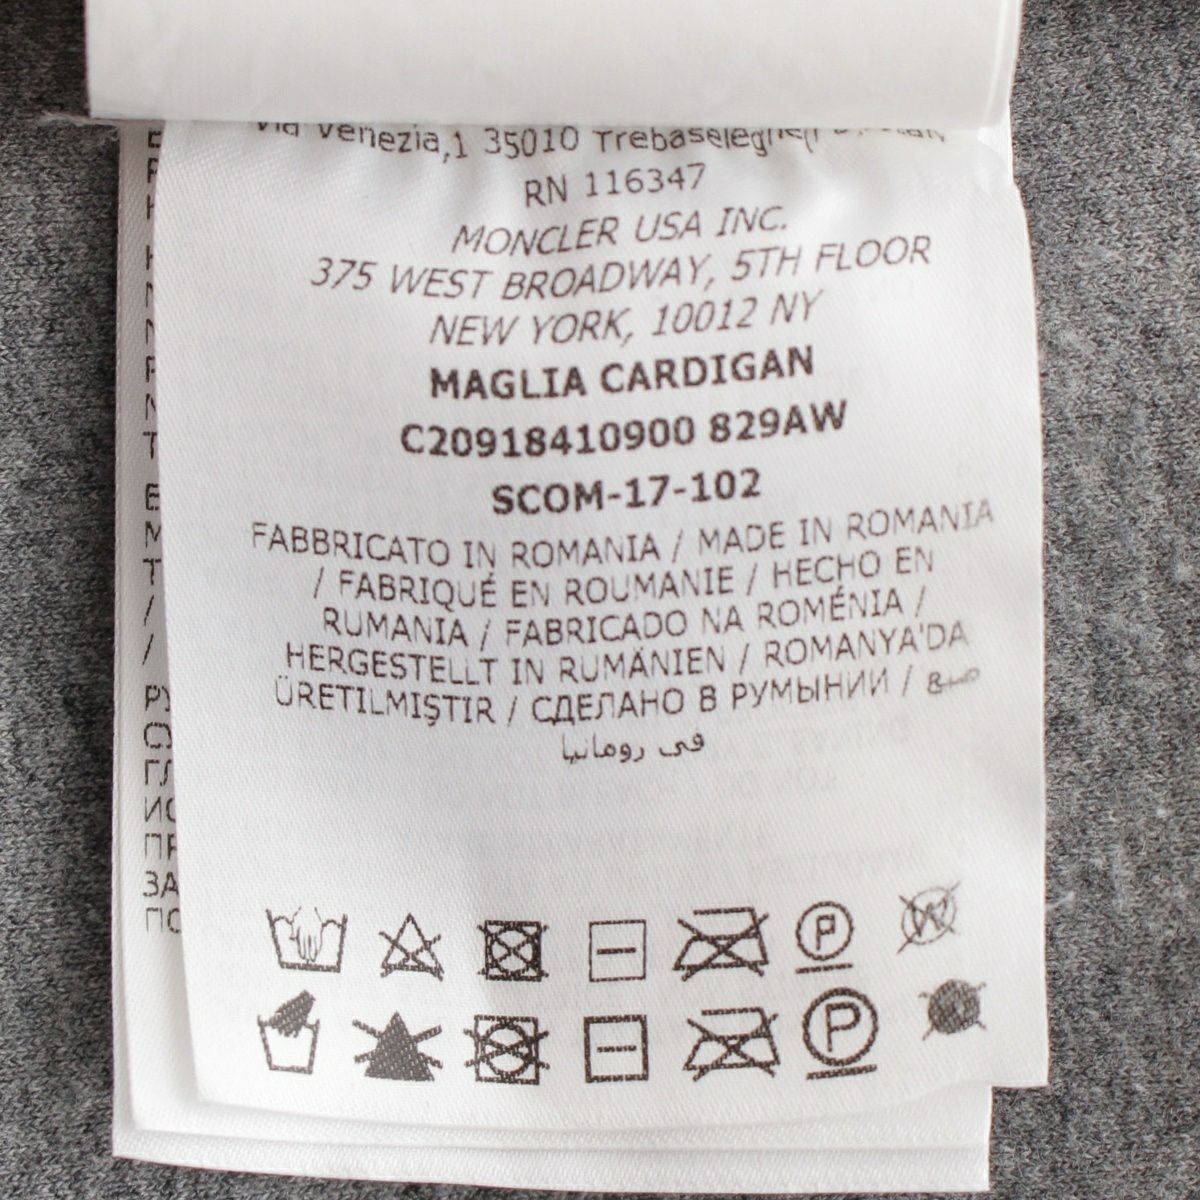 Via Venezia,1 35010 Trebaseleghe
RN 116347
MONCLER USA INC.
375 WEST BROADWAY, 5TH FLOOR
NEW YORK, 10012 NY
MAGLIA CARDIGAN
C20918410900 829AW
SCOM-17-102
FABBRICATO IN ROMANIA / MADE IN ROMANIA
/ FABRIQUÉ EN ROUMANIE / HECHO EN
RUMANIA / FABRICADO NA ROMÉNIA /
HERGESTELLT IN RUMÄNIEN / ROMANYA'DA
ÜRETILMIŞTIR / СДЕЛАНО В РУМЫНИИ / صنع
في رومانيا
P W
P